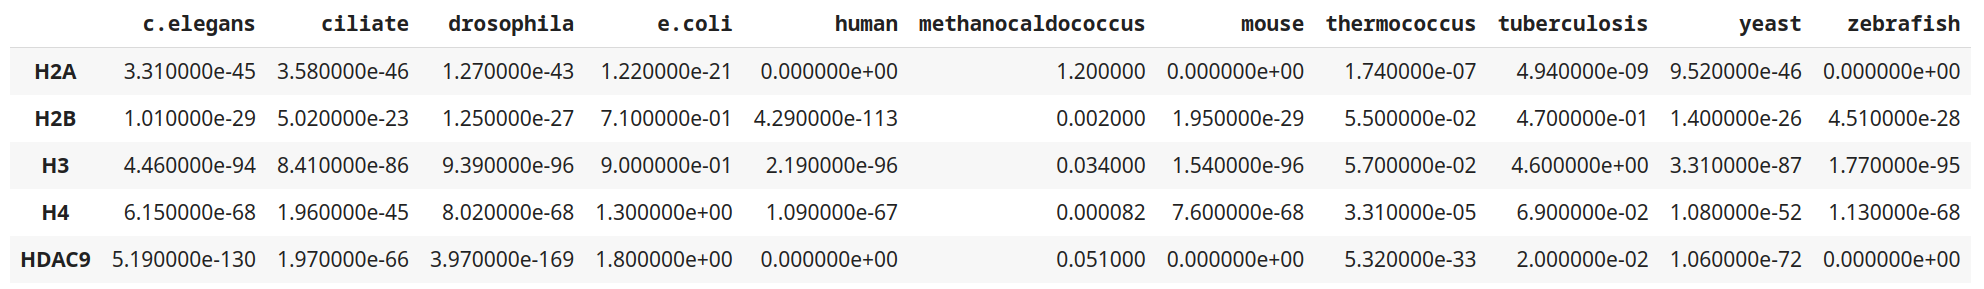 c.elegans ciliate drosophila e.coli human methanocaldococcus mouse thermococcus tuberculosis yeast zebrafish
H2A 3.310000e-45 3.580000e-46 1.270000e-43 1.220000e-21 0.000000e+00 1.200000 0.000000e+00 1.740000e-07 4.940000e-09 9.520000e-46 0.000000e+00
H2B 1.010000e-29 5.020000e-23 1.250000e-27 7.100000e-01 4.290000e-113 0.002000 1.950000e-29 5.500000e-02 4.700000e-01 1.400000e-26 4.510000e-28
H3 4.460000e-94 8.410000e-86 9.390000e-96 9.000000e-01 2.190000e-96 0.034000 1.540000e-96 5.700000e-02 4.600000e+00 3.310000e-87 1.770000e-95
H4 6.150000e-68 1.960000e-45 8.020000e-68 1.300000e+00 1.090000e-67 0.000082 7.600000e-68 3.310000e-05 6.900000e-02 1.080000e-52 1.130000e-68
HDAC9 5.190000e-130 1.970000e-66 3.970000e-169 1.800000e+00 0.000000e+00 0.051000 0.000000e+00 5.320000e-33 2.000000e-02 1.060000e-72 0.000000e+00